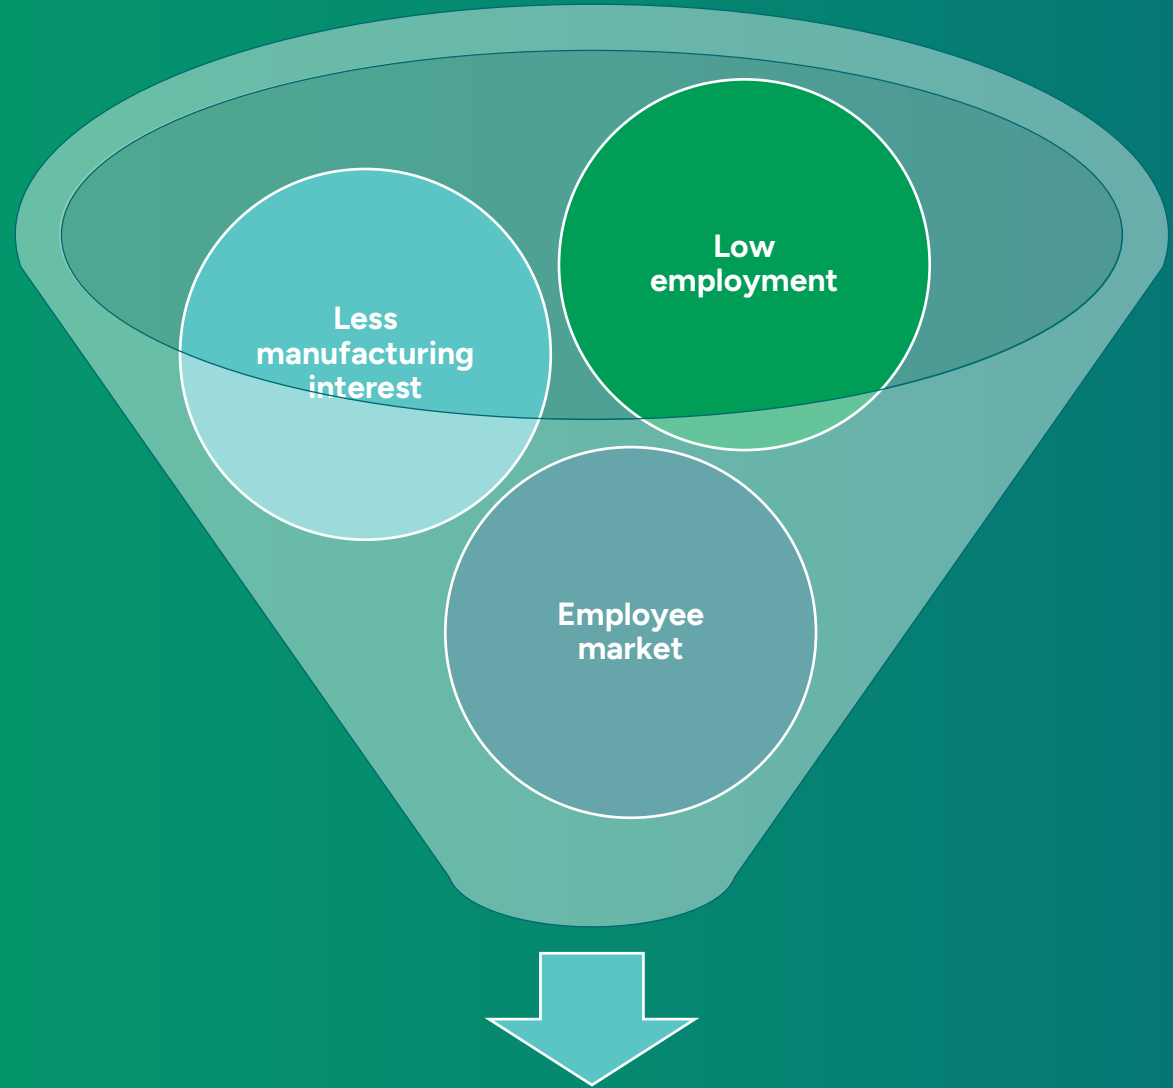 Low
employment
Less
manufacturing
interest
Employee
market